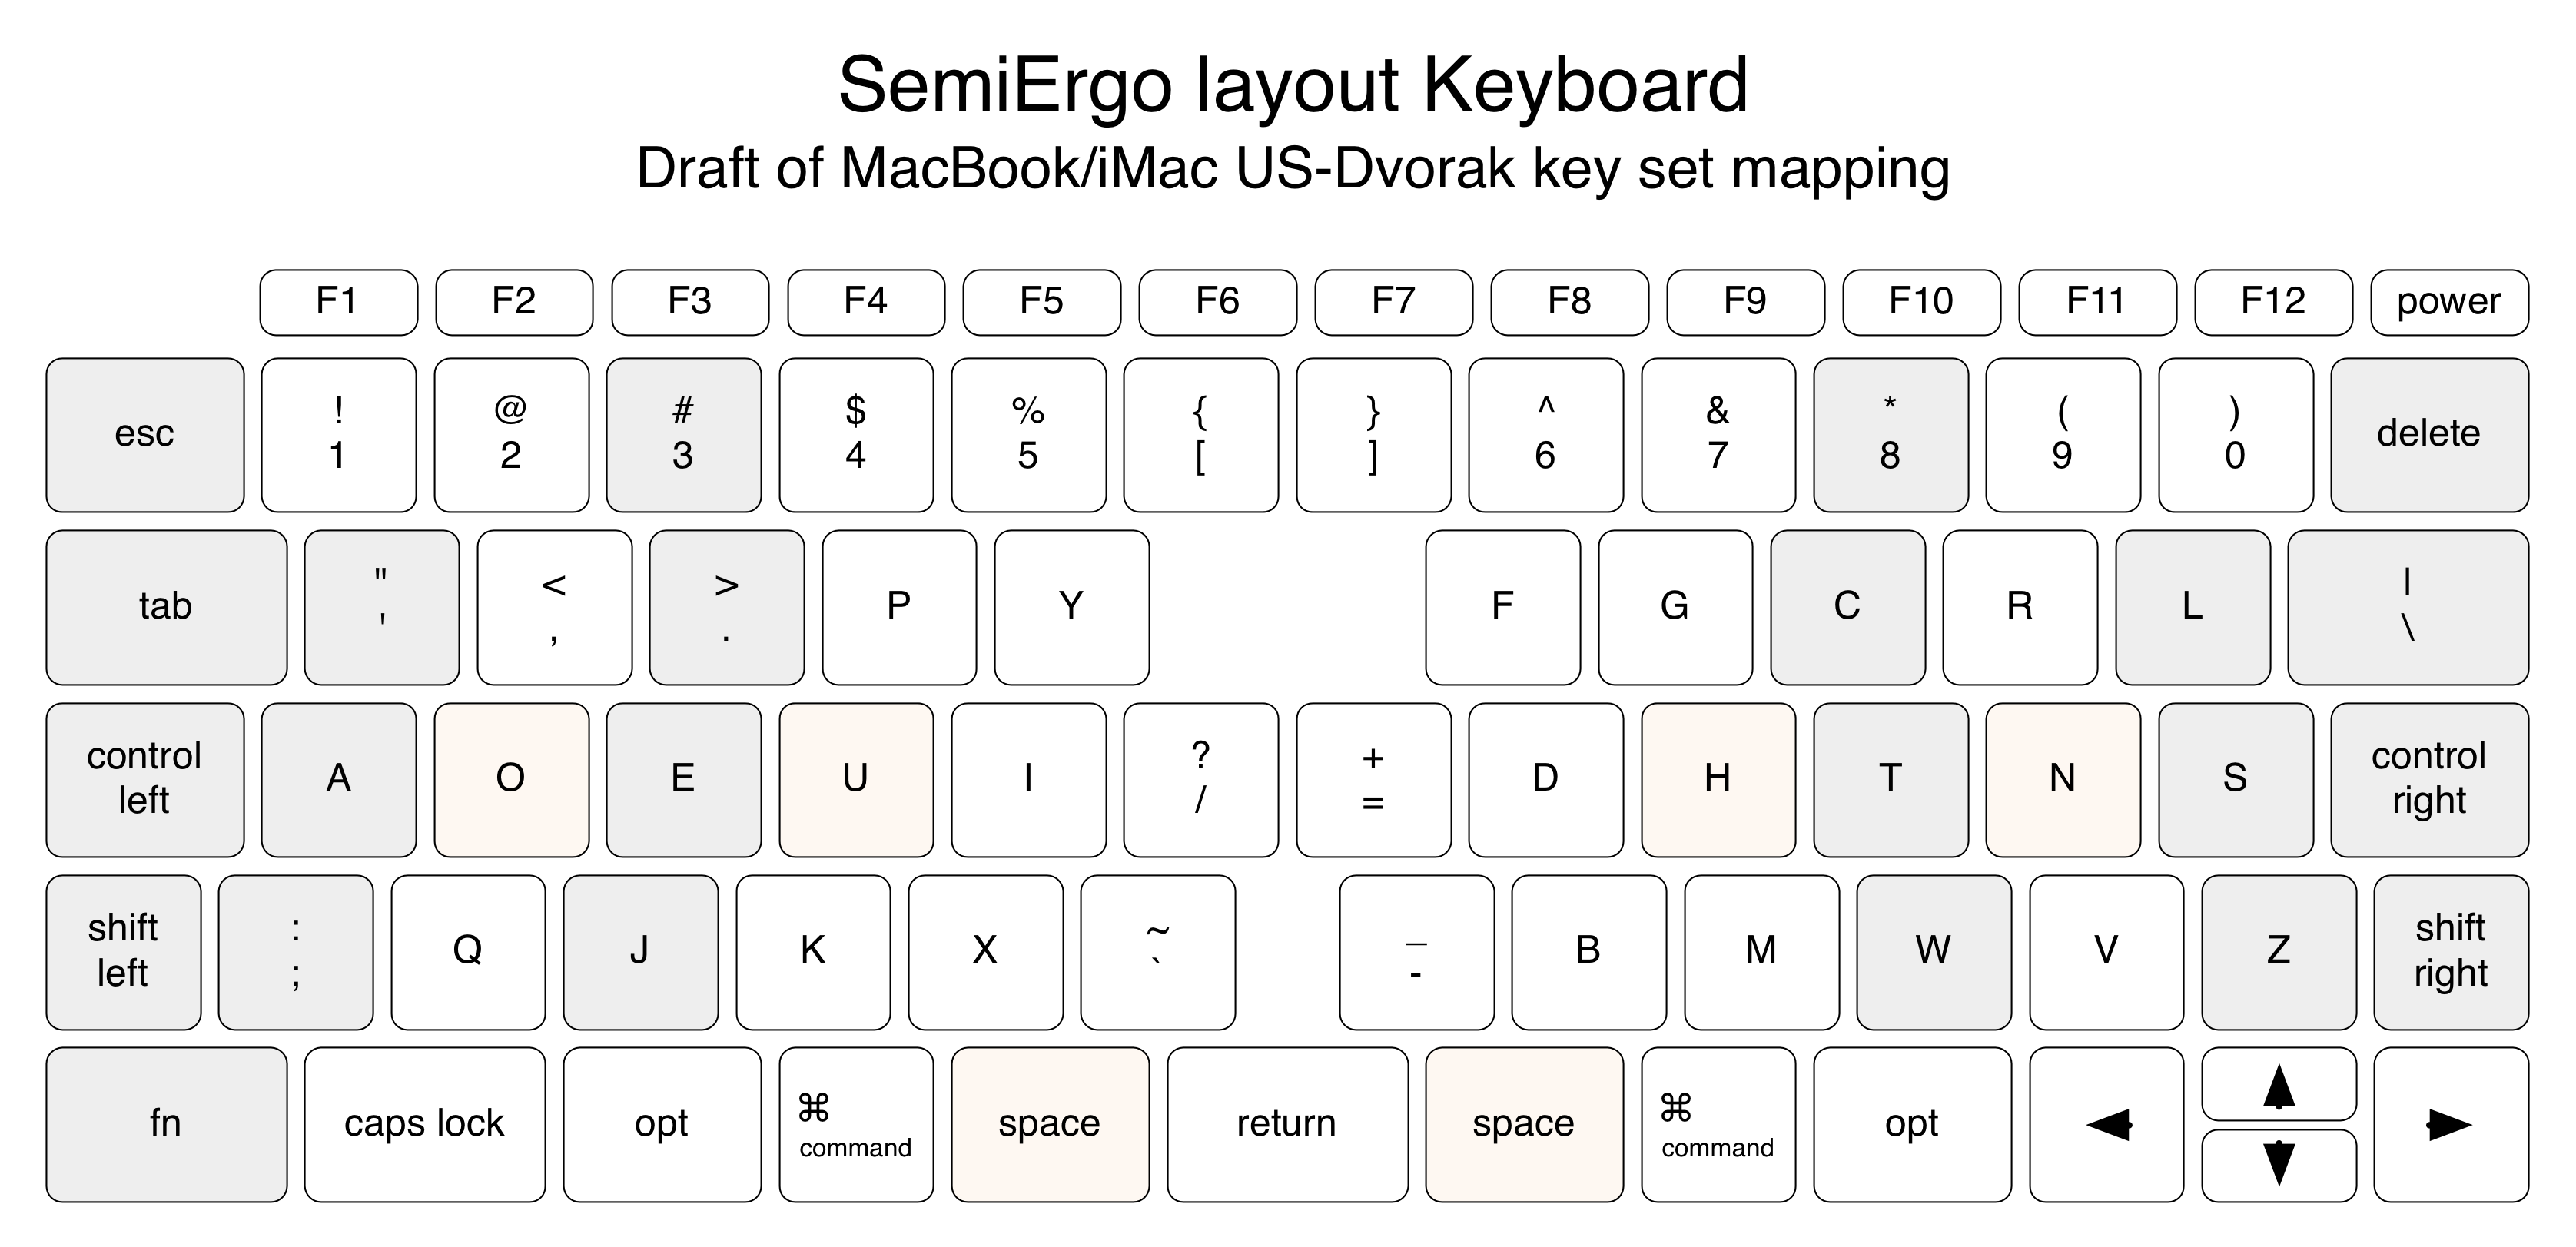 SemiErgo layout Keyboard
Draft of MacBook/iMac US-Dvorak key set mapping
F1 F2 F3 F4 F5 F6 F7 F8 F9 F10 F11 F12 power
esc ! 1 @ 2 # 3 $ 4 % 5 { [ } ] ^ 6 & 7 * 8 ( 9 ) 0 delete
tab " ' < , > . P Y F G C R L | \
control left A O E U I ? / + = D H T N S control right
shift left : ; Q J K X ~ ` _ - B M W V Z shift right
fn caps lock opt ⌘ command space return space ⌘ command opt ◀ ▲ ▼ ▶